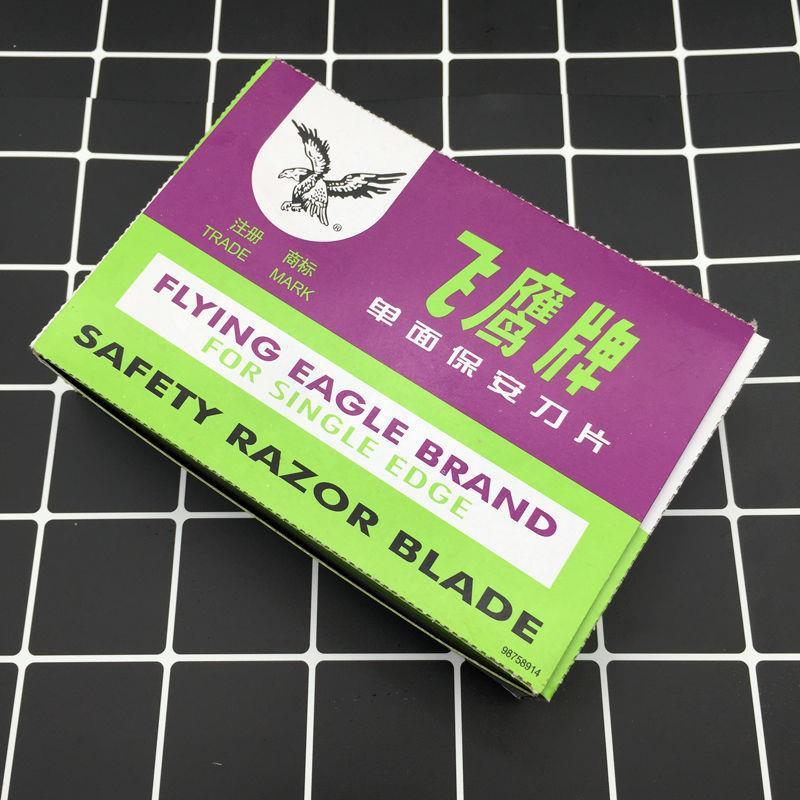 ®
注册 商标
TRADE MARK
飞鹰牌
单面保安刀片
FLYING EAGLE BRAND
FOR SINGLE EDGE
SAFETY RAZOR BLADE
98758914